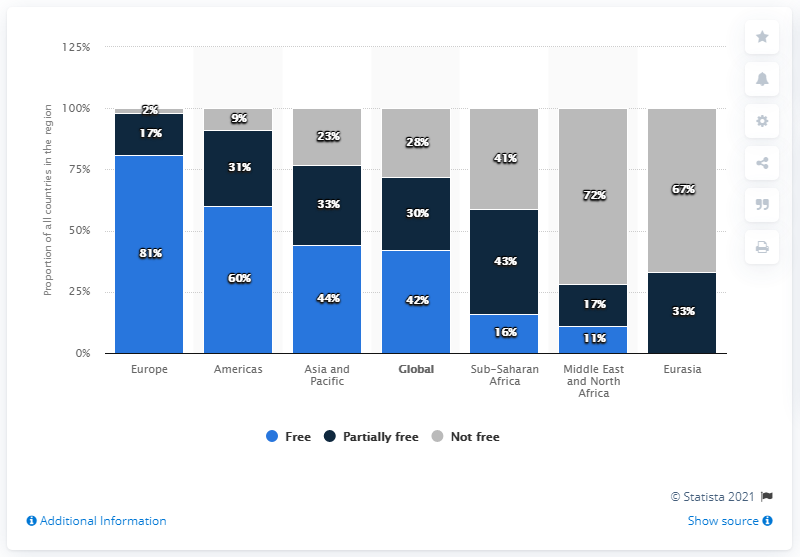 125%
100%
75%
50%
25%
0%
Proportion of all countries in the region
2%
17%
81%
9%
31%
60%
23%
33%
44%
28%
30%
42%
41%
43%
16%
72%
17%
11%
67%
33%
Europe
Americas
Asia and
Pacific
Global
Sub-Saharan
Africa
Middle East
and North
Africa
Eurasia
Free
Partially free
Not free
© Statista 2021
Additional Information
Show source